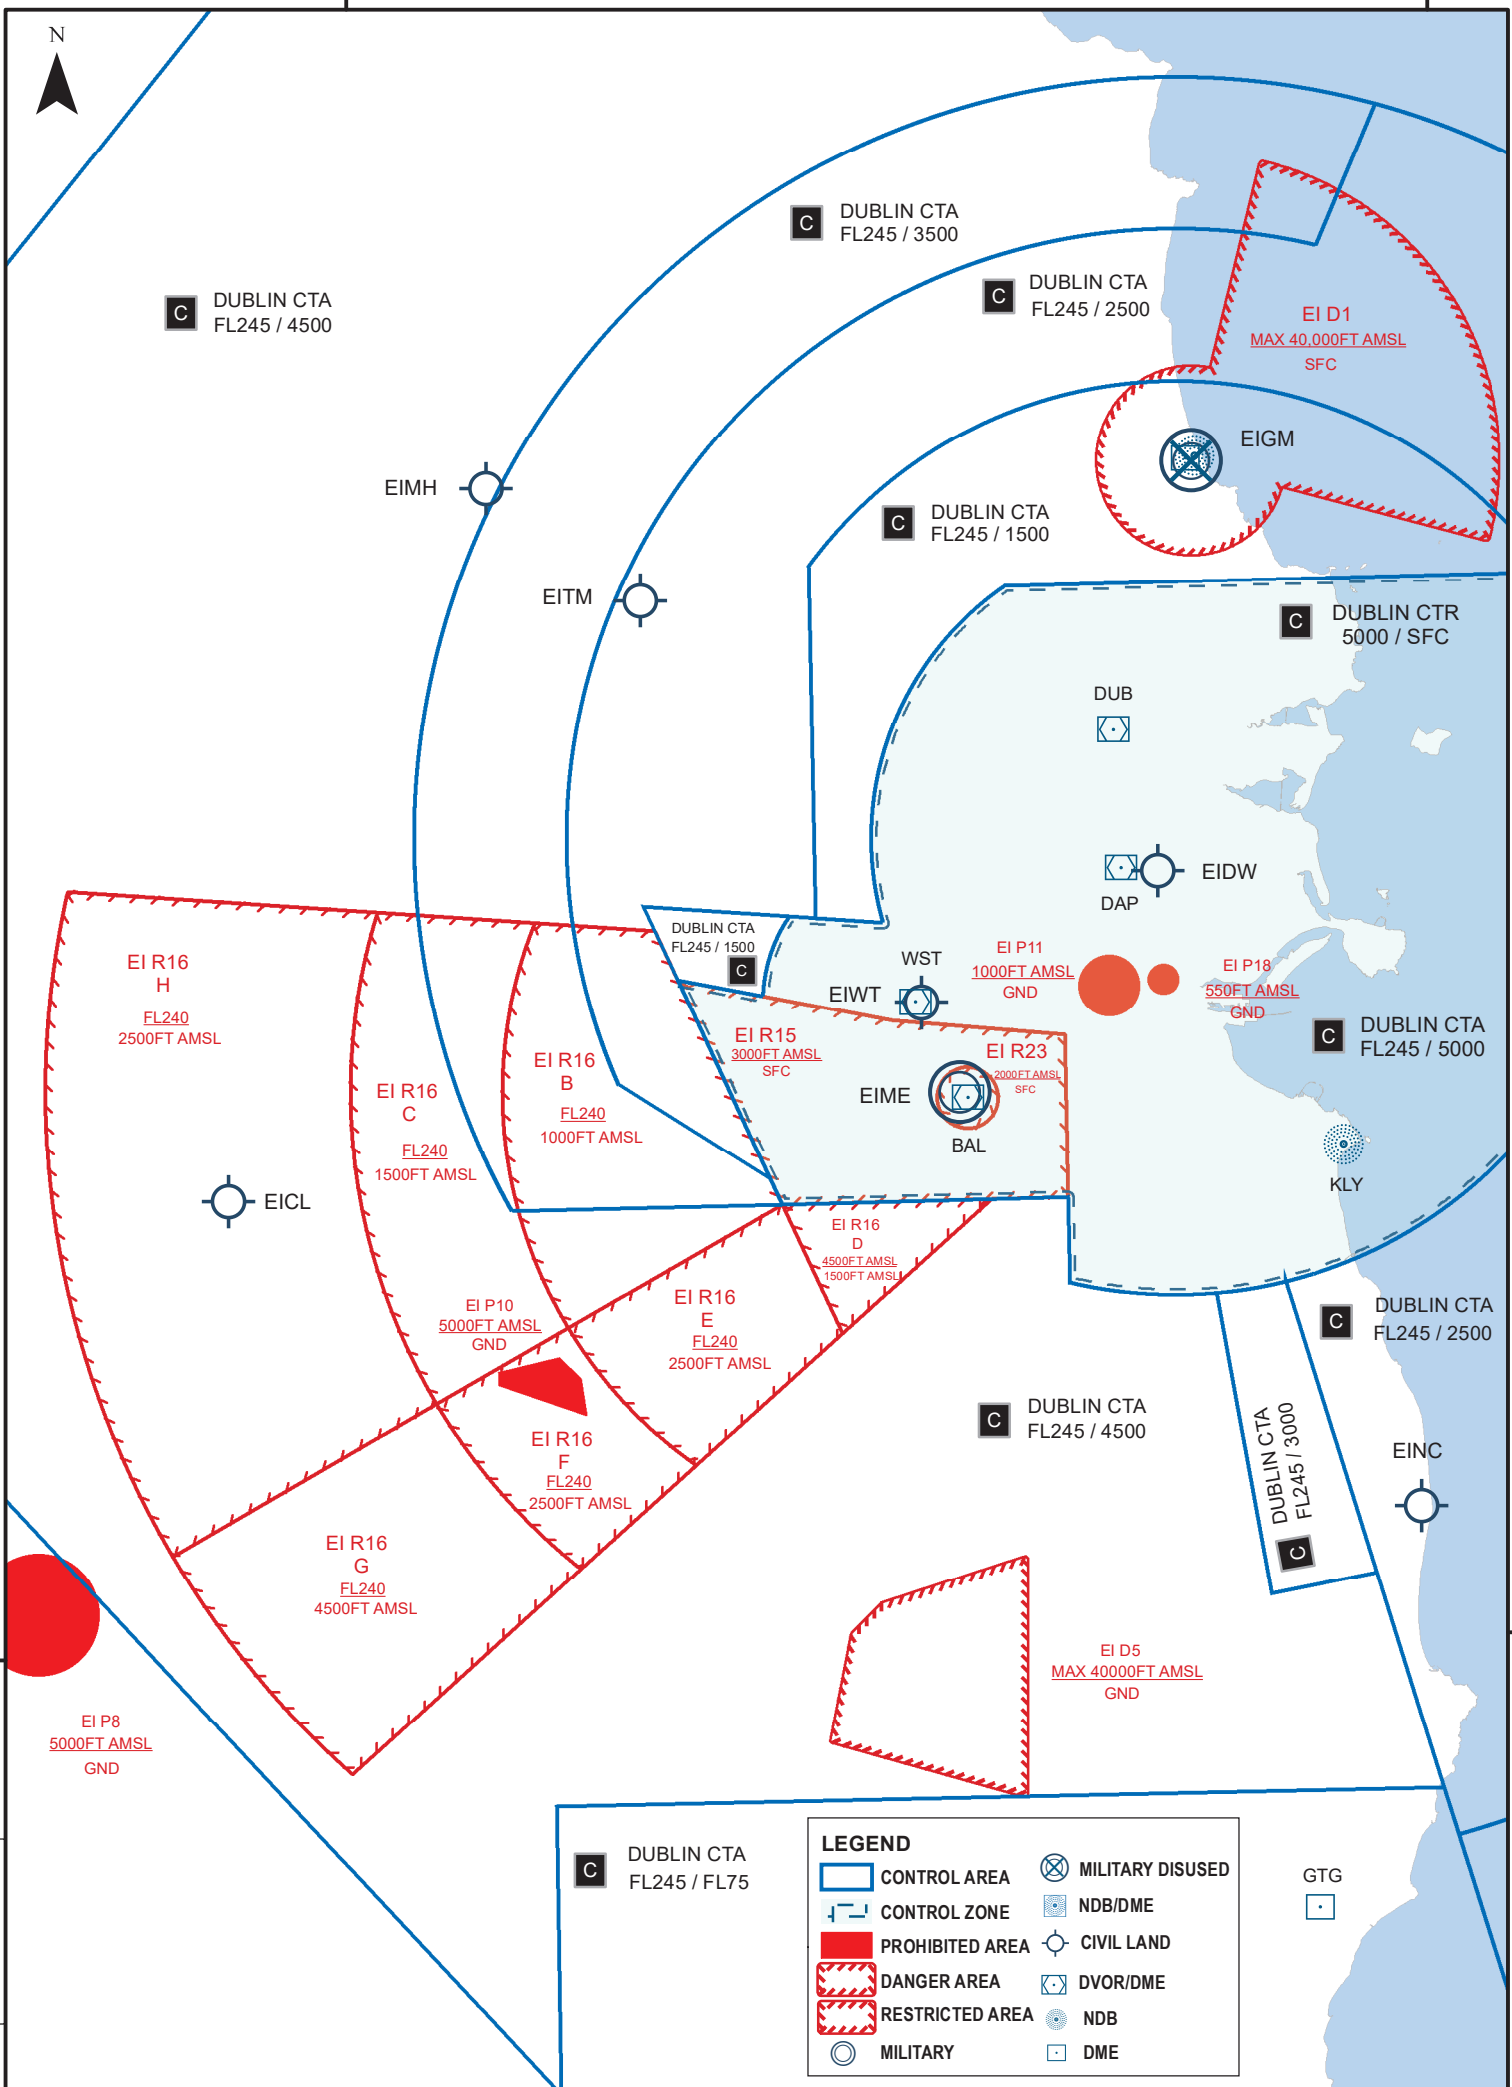 N
C
DUBLIN CTA
FL245 / 3500
C
DUBLIN CTA
FL245 / 4500
C
DUBLIN CTA
FL245 / 2500
EI D1
MAX 40,000FT AMSL
SFC
EIGM
EIMH
C
DUBLIN CTA
FL245 / 1500
EITM
C
DUBLIN CTR
5000 / SFC
DUB
EIDW
DAP
DUBLIN CTA
FL245 / 1500
C
WST
EIWT
EI P11
1000FT AMSL
GND
EI P18
550FT AMSL
GND
C
DUBLIN CTA
FL245 / 5000
EI R16
H
FL240
2500FT AMSL
EI R15
3000FT AMSL
SFC
EI R23
2000FT AMSL
SFC
EI R16
B
FL240
1000FT AMSL
EI R16
C
FL240
1500FT AMSL
EIME
BAL
KLY
EICL
EI R16
D
4500FT AMSL
1500FT AMSL
EI P10
5000FT AMSL
GND
EI R16
E
FL240
2500FT AMSL
C
DUBLIN CTA
FL245 / 2500
C
DUBLIN CTA
FL245 / 4500
DUBLIN CTA
FL245 / 3000
C
EINC
EI R16
F
FL240
2500FT AMSL
EI R16
G
FL240
4500FT AMSL
EI D5
MAX 40000FT AMSL
GND
EI P8
5000FT AMSL
GND
C
DUBLIN CTA
FL245 / FL75
GTG
LEGEND
CONTROL AREA
CONTROL ZONE
PROHIBITED AREA
DANGER AREA
RESTRICTED AREA
MILITARY
MILITARY DISUSED
NDB/DME
CIVIL LAND
DVOR/DME
NDB
DME